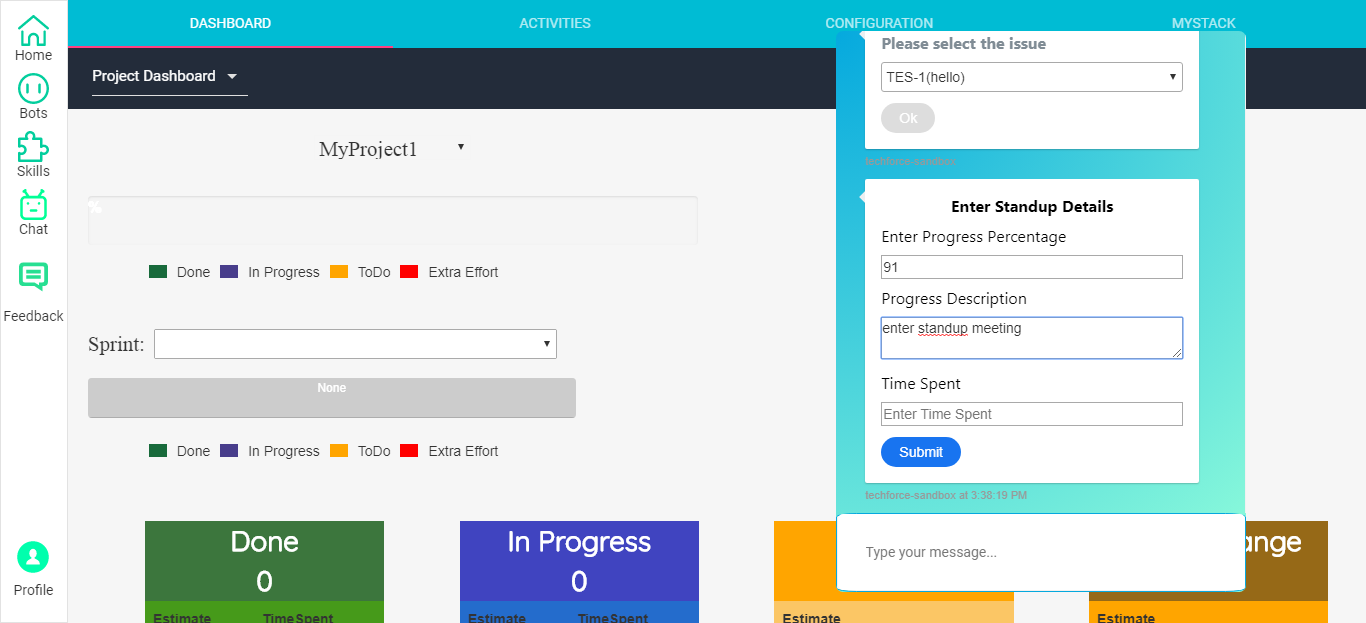 DASHBOARD ACTIVITIES CONFIGURATION MYSTACK
Home
Bots
Skills
Chat
Feedback
Profile
Project Dashboard
MyProject1
%
Done In Progress ToDo Extra Effort
Sprint:
None
Done In Progress ToDo Extra Effort
Done
0
Estimate TimeSpent
In Progress
0
Estimate TimeSpent
Estimate
ange
Estimate
Please select the issue
TES-1(hello)
Ok
techforce-sandbox
Enter Standup Details
Enter Progress Percentage
91
Progress Description
enter standup meeting
Time Spent
Enter Time Spent
Submit
techforce-sandbox at 3:38:19 PM
Type your message...